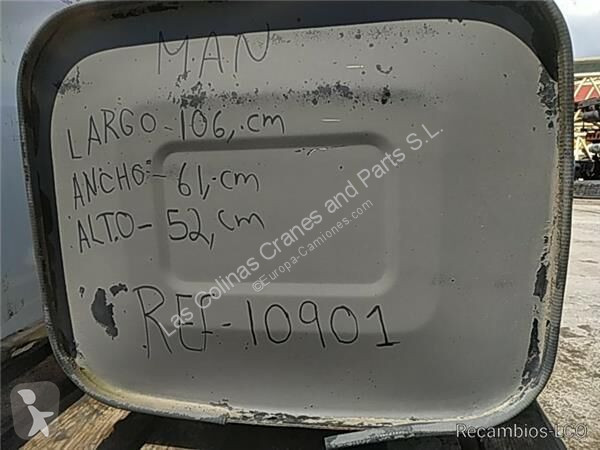 MAN
LARGO-106,cm
ANCHO-61,cm
ALTO-52,cm
REF-10901
Las Colinas Cranes and Parts S.L.
©Europa-Camiones.com
Recambios-LCO